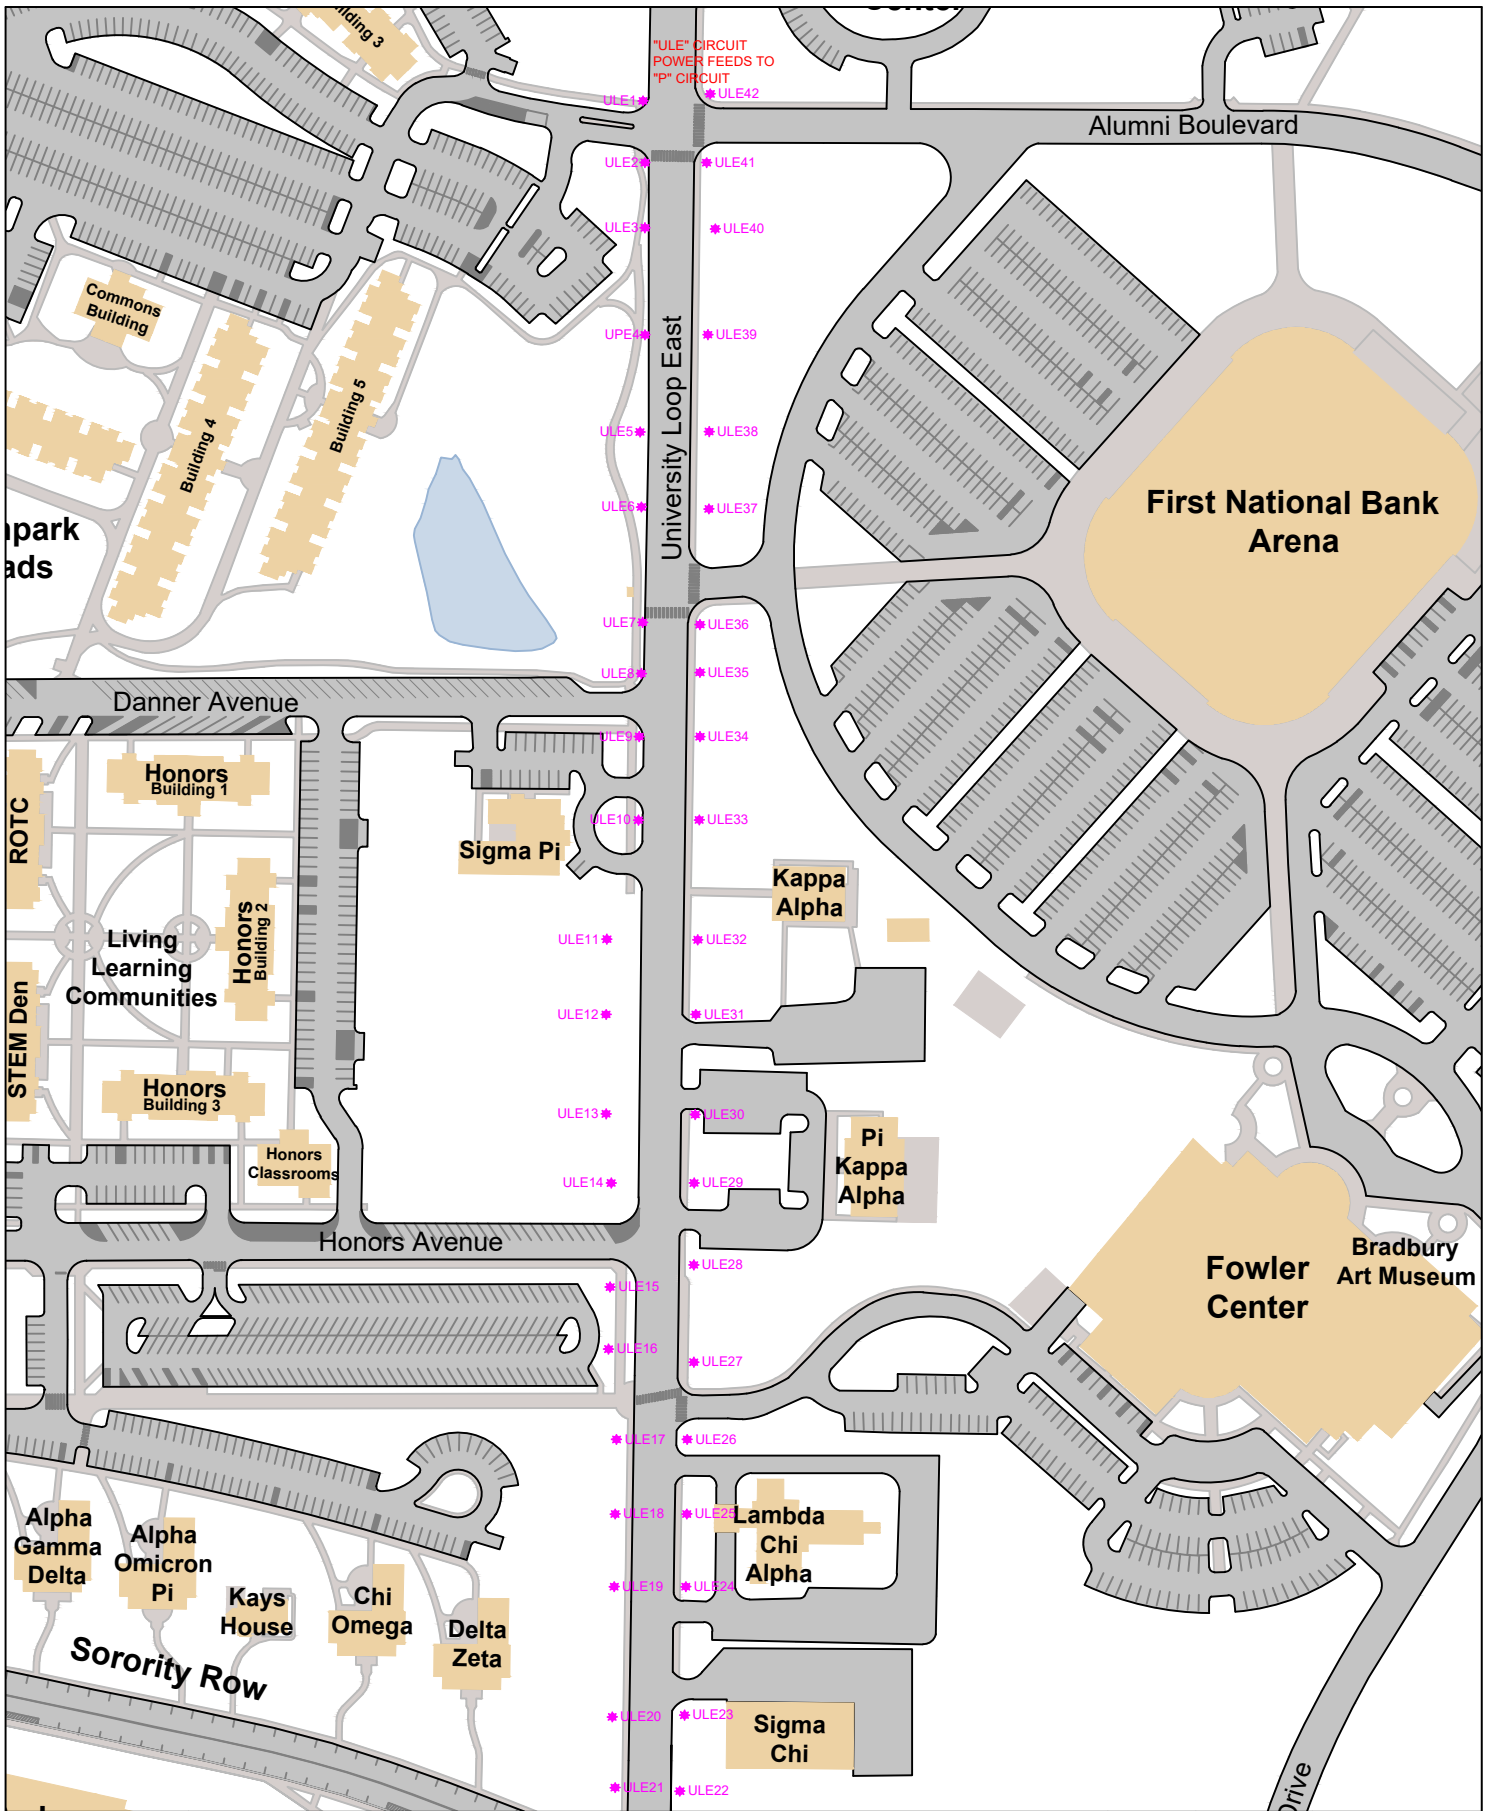 Building 3
Center
"ULE" CIRCUIT
POWER FEEDS TO
"P" CIRCUIT
ULE1
ULE42
Alumni Boulevard
ULE2
ULE41
ULE3
ULE40
Commons
Building
UPE4
ULE39
University Loop East
Building 4
Building 5
ULE5
ULE38
ULE6
ULE37
First National Bank
Arena
npark
ads
ULE7
ULE36
ULE8
ULE35
Danner Avenue
ULE9
ULE34
Honors
Building 1
ROTC
ULE10
ULE33
Sigma Pi
Kappa
Alpha
Honors
Building 2
ULE11
ULE32
Living
Learning
Communities
STEM Den
ULE12
ULE31
Honors
Building 3
ULE13
ULE30
Pi
Kappa
Alpha
Honors
Classrooms
ULE14
ULE29
Honors Avenue
ULE28
Bradbury
Art Museum
Fowler
Center
ULE15
ULE16
ULE27
ULE17
ULE26
ULE18
ULE25
Lambda
Chi
Alpha
Alpha
Gamma
Delta
Alpha
Omicron
Pi
ULE19
ULE24
Kays
House
Chi
Omega
Delta
Zeta
Sorority Row
ULE20
ULE23
Sigma
Chi
ULE21
ULE22
Drive